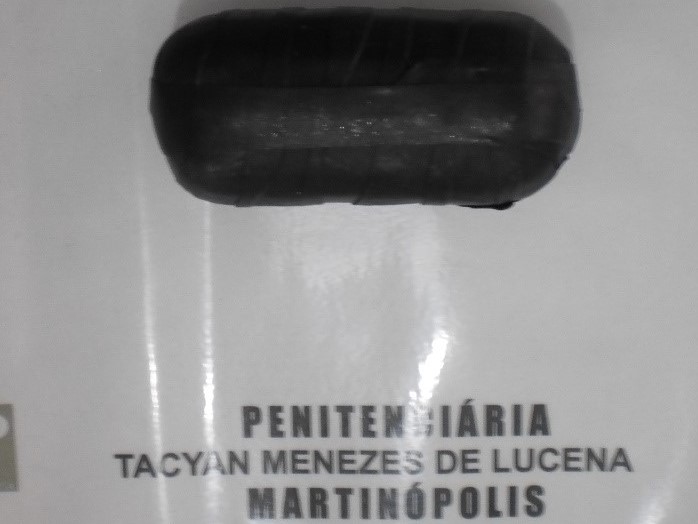 PENITENCIÁRIA
TACYAN MENEZES DE LUCENA
MARTINÓPOLIS